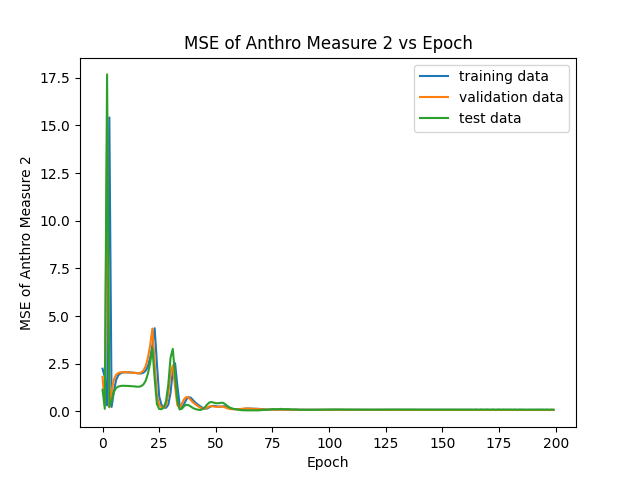 MSE of Anthro Measure 2 vs Epoch
training data
validation data
test data
MSE of Anthro Measure 2
17.5
15.0
12.5
10.0
7.5
5.0
2.5
0.0
0 25 50 75 100 125 150 175 200
Epoch